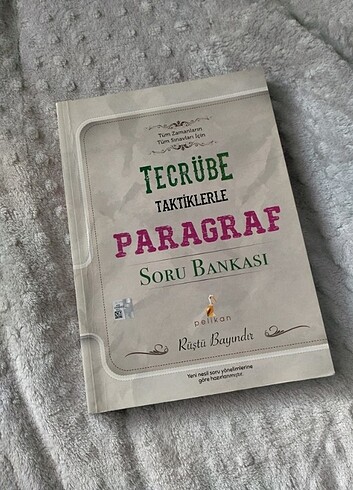 Tüm Zamanların
Tüm Sınavları İçin
TECRÜBE
TAKTİKLERLE
PARAGRAF
SORU BANKASI
pelikan
Rüştü Bayındır
Yeni nesil soru yönelimlerine
göre hazırlanmıştır.